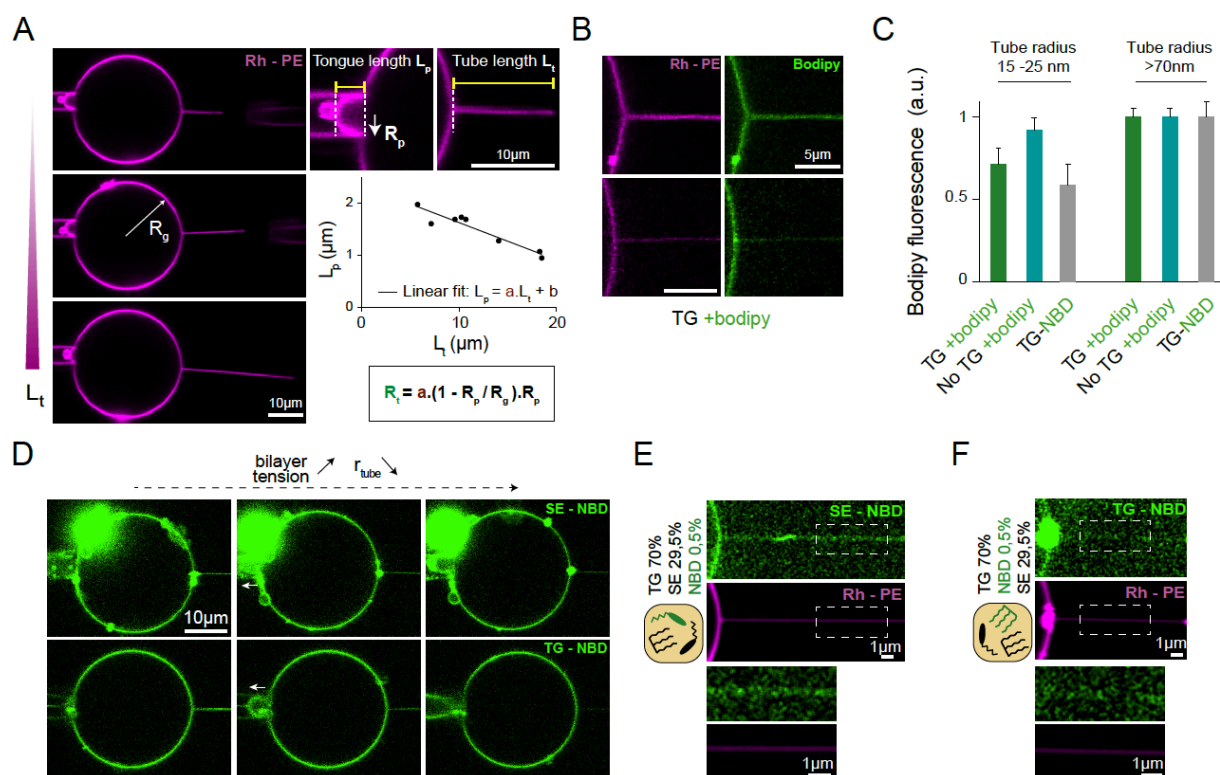 A
Rh - PE
Tongue length Lp
Tube length Lt
Rp
10µm
Rg
Lp (µm)
2
1
0
Linear fit: Lp = a.Lt + b
0
10
20
Lt (µm)
Rt = a.(1 - Rp / Rg).Rp
Lt
10µm
B
Rh - PE
Bodipy
5µm
TG +bodipy
C
Tube radius
15 -25 nm
Tube radius
>70nm
Bodipy fluorescence (a.u.)
1
0.5
0
TG +bodipy
No TG +bodipy
TG-NBD
TG +bodipy
No TG +bodipy
TG-NBD
D
bilayer
tension
rtube
SE - NBD
10µm
TG - NBD
E
TG 70%
SE 29,5%
NBD 0,5%
SE - NBD
Rh - PE
1µm
1µm
F
TG 70%
NBD 0,5%
SE 29,5%
TG - NBD
Rh - PE
1µm
1µm